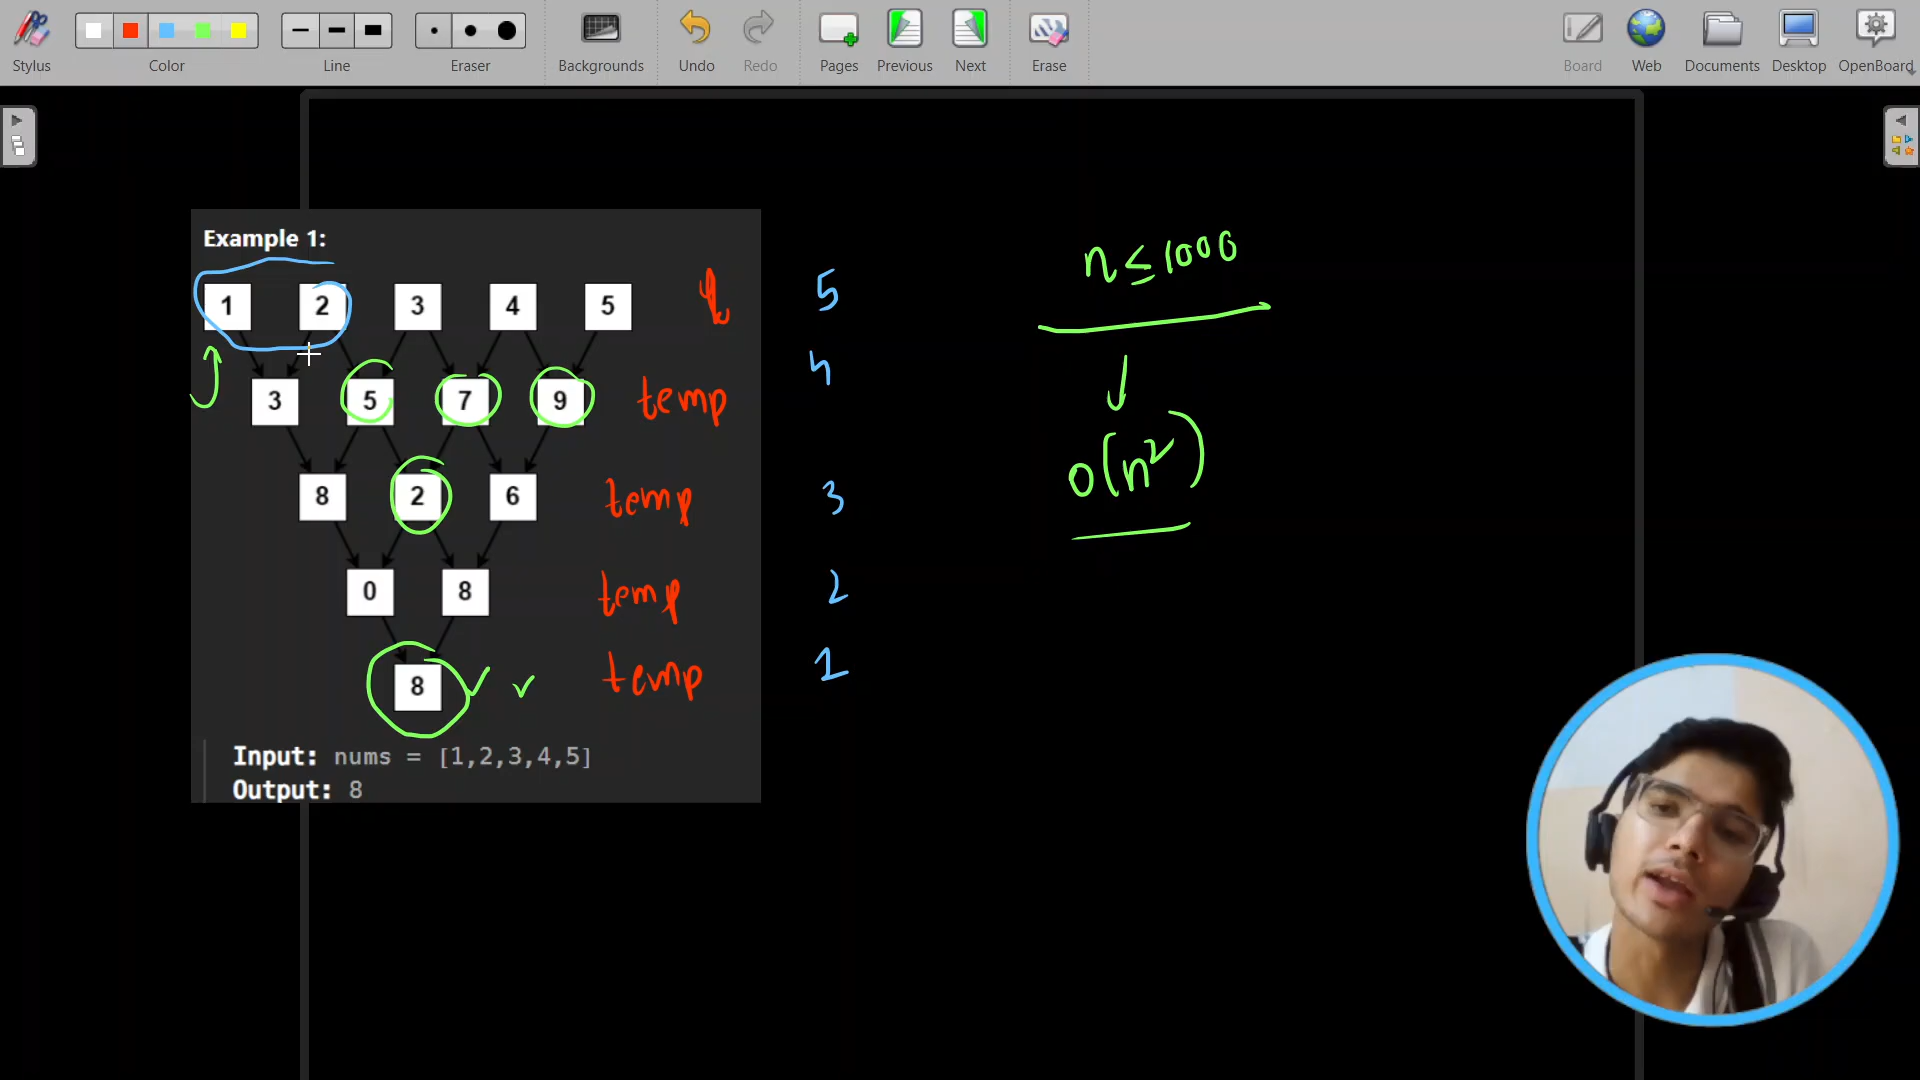 Stylus Color Line Eraser Backgrounds Undo Redo Pages Previous Next Erase Board Web Documents Desktop OpenBoard
Example 1:
1 2 3 4 5
5
n ≤ 1000
3 5 7 9 temp
4
O(n²)
8 2 6 temp 3
0 8 temp 2
8 temp 1
Input: nums = [1,2,3,4,5]
Output: 8